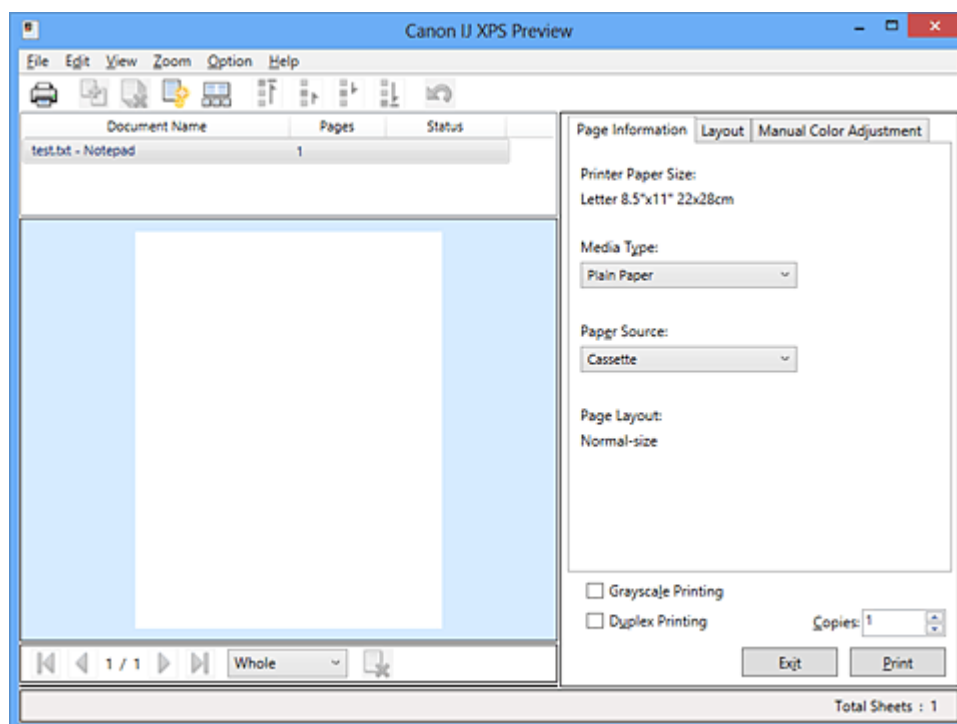 Canon IJ XPS Preview
File Edit View Zoom Option Help
Document Name Pages Status
test.txt - Notepad 1
Page Information Layout Manual Color Adjustment
Printer Paper Size:
Letter 8.5"x11" 22x28cm
Media Type:
Plain Paper
Paper Source:
Cassette
Page Layout:
Normal-size
Grayscale Printing
Duplex Printing Copies: 1
1 / 1 Whole Exit Print
Total Sheets : 1